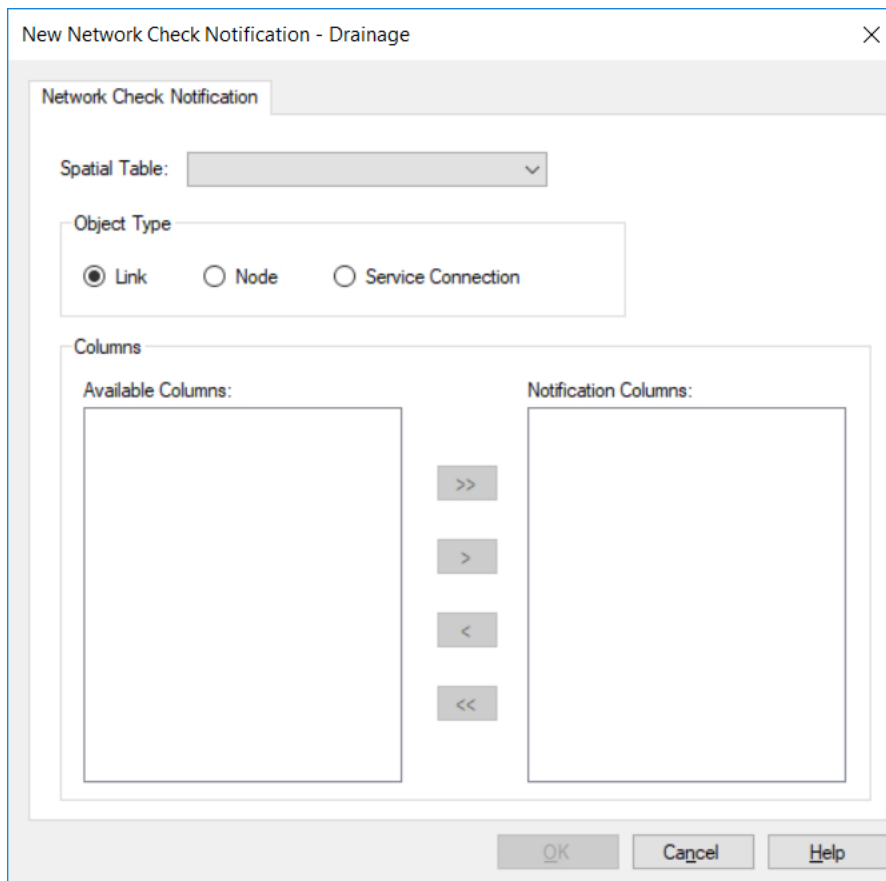 New Network Check Notification - Drainage
Network Check Notification
Spatial Table:
Object Type
Link Node Service Connection
Columns
Available Columns: Notification Columns:
>>
>
<
<<
OK Cancel Help